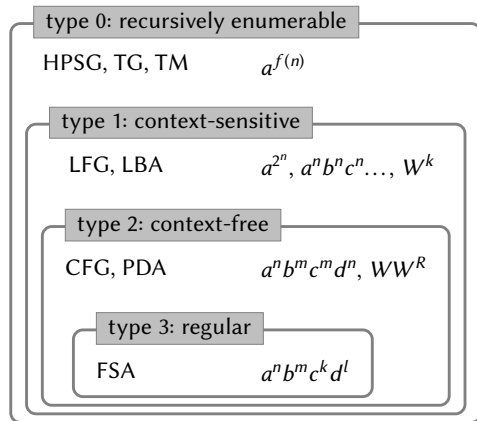 type 0: recursively enumerable
HPSG, TG, TM a^{f(n)}
type 1: context-sensitive
LFG, LBA a^{2^n}, a^n b^n c^n…, W^k
type 2: context-free
CFG, PDA a^n b^m c^m d^n, WW^R
type 3: regular
FSA a^n b^m c^k d^l